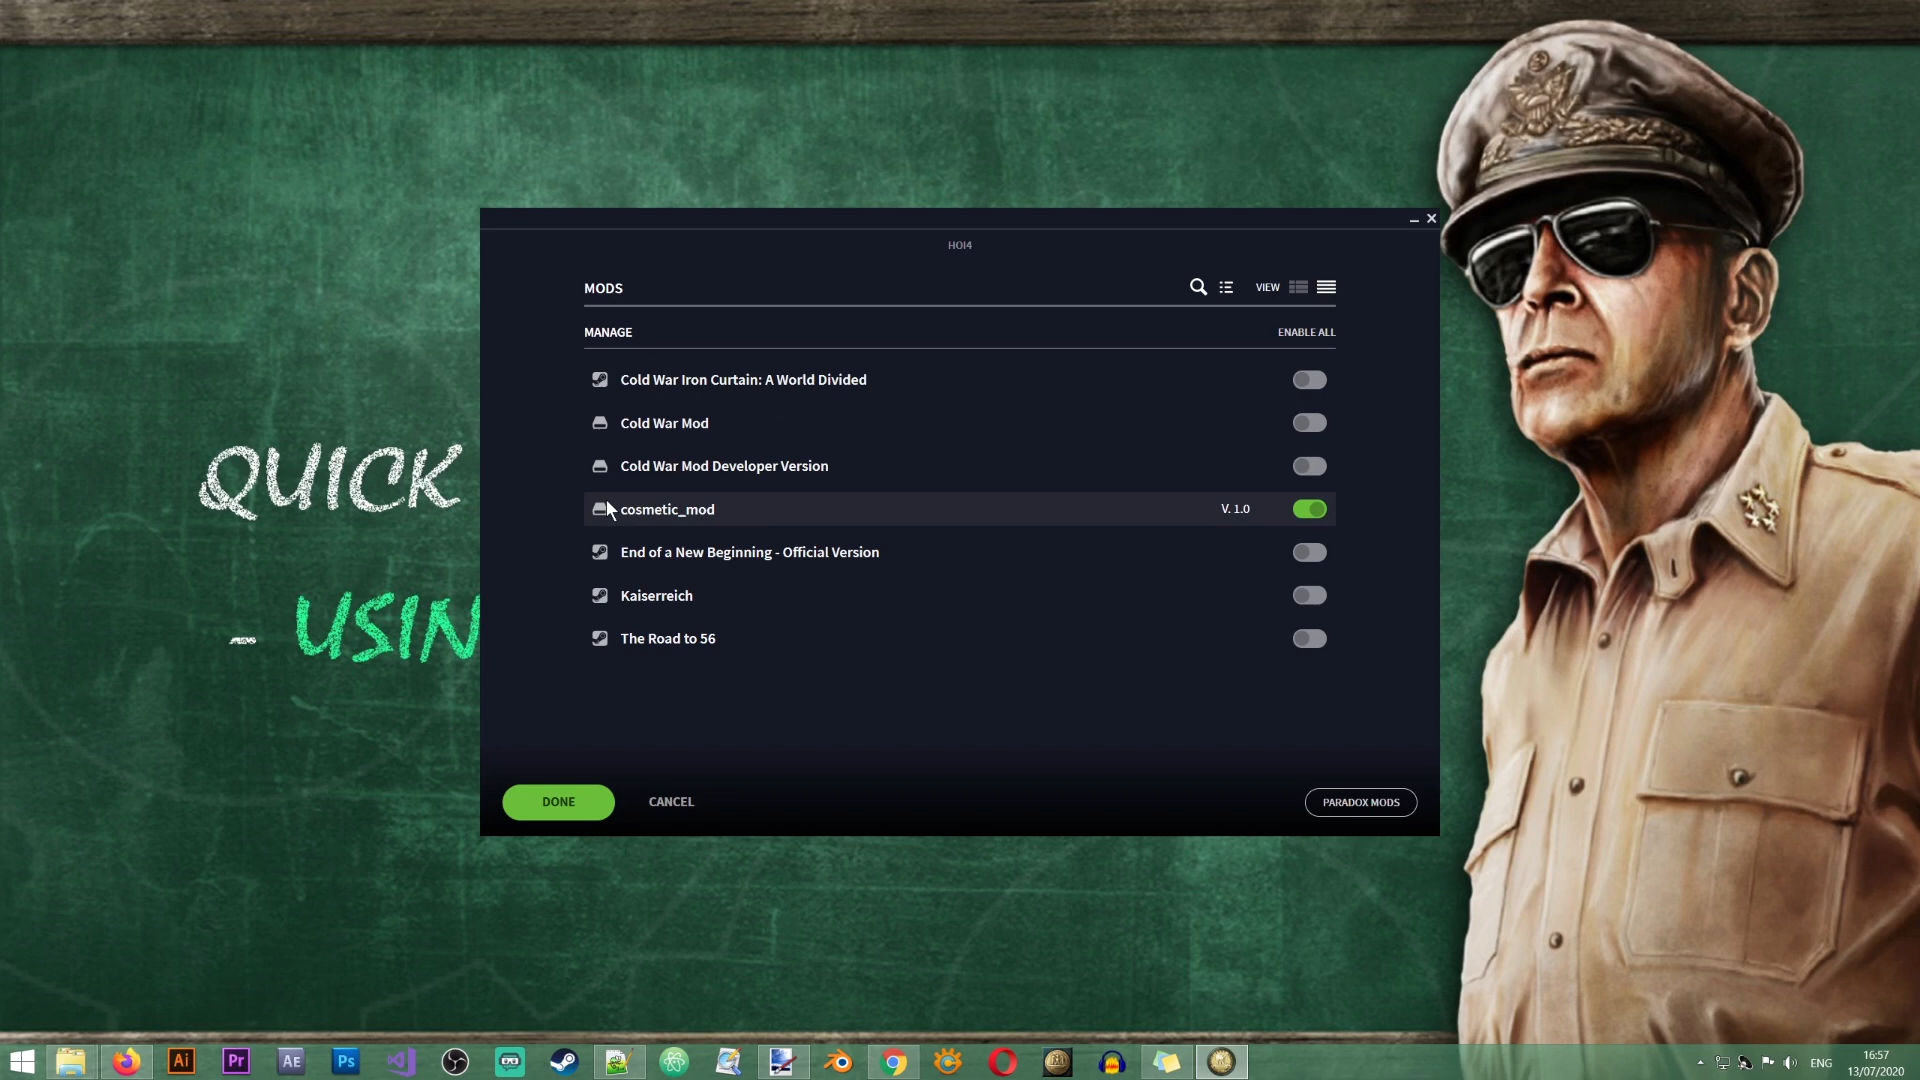 HOI4
MODS
VIEW
MANAGE
ENABLE ALL
Cold War Iron Curtain: A World Divided
Cold War Mod
Cold War Mod Developer Version
cosmetic_mod V. 1.0
End of a New Beginning - Official Version
Kaiserreich
The Road to 56
DONE
CANCEL
PARADOX MODS
QUICK
- USIN
Ai
Pr
AE
Ps
ENG
16:57
13/07/2020